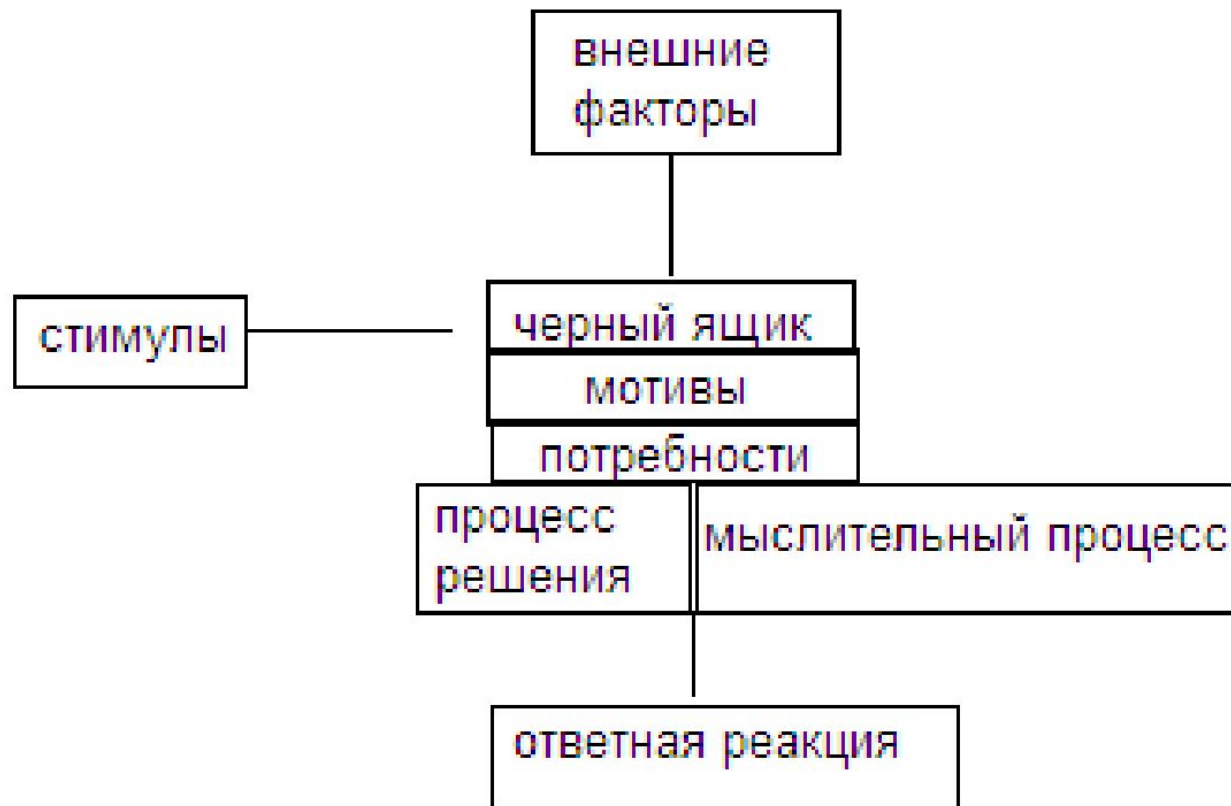 внешние
факторы
стимулы
черный ящик
мотивы
потребности
процесс
решения
мыслительный процесс
ответная реакция